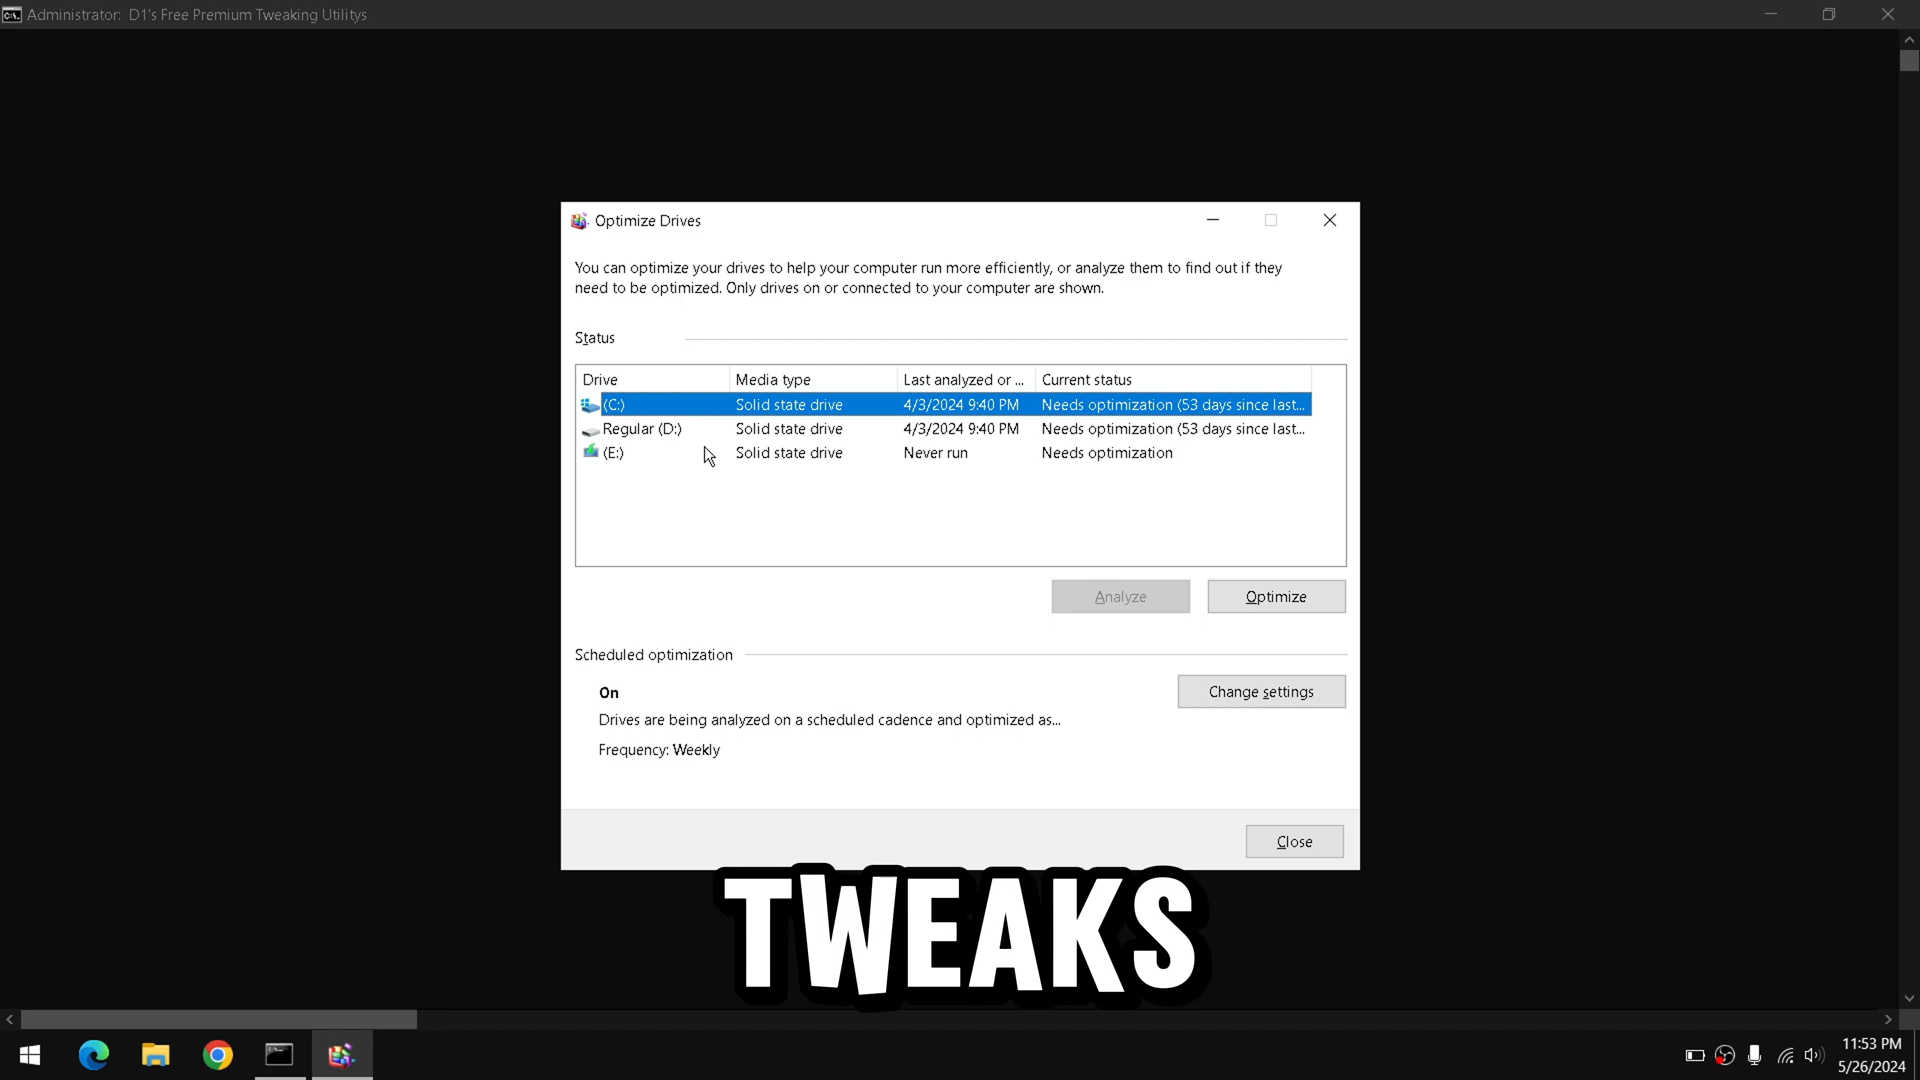 Administrator:  D1's Free Premium Tweaking Utilitys
Optimize Drives
You can optimize your drives to help your computer run more efficiently, or analyze them to find out if they
need to be optimized. Only drives on or connected to your computer are shown.
Status
Drive Media type Last analyzed or ... Current status
(C:) Solid state drive 4/3/2024 9:40 PM Needs optimization (53 days since last...
Regular (D:) Solid state drive 4/3/2024 9:40 PM Needs optimization (53 days since last...
(E:) Solid state drive Never run Needs optimization
Analyze Optimize
Scheduled optimization
On
Change settings
Drives are being analyzed on a scheduled cadence and optimized as...
Frequency: Weekly
Close
TWEAKS
11:53 PM
5/26/2024